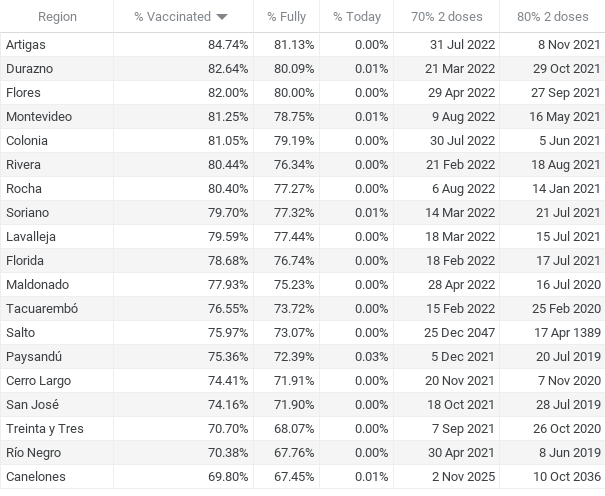 Region % Vaccinated % Fully % Today 70% 2 doses 80% 2 doses
Artigas 84.74% 81.13% 0.00% 31 Jul 2022 8 Nov 2021
Durazno 82.64% 80.09% 0.01% 21 Mar 2022 29 Oct 2021
Flores 82.00% 80.00% 0.00% 29 Apr 2022 27 Sep 2021
Montevideo 81.25% 78.75% 0.01% 9 Aug 2022 16 May 2021
Colonia 81.05% 79.19% 0.00% 30 Jul 2022 5 Jun 2021
Rivera 80.44% 76.34% 0.00% 21 Feb 2022 18 Aug 2021
Rocha 80.40% 77.27% 0.00% 6 Aug 2022 14 Jan 2021
Soriano 79.70% 77.32% 0.01% 14 Mar 2022 21 Jul 2021
Lavalleja 79.59% 77.44% 0.00% 18 Mar 2022 15 Jul 2021
Florida 78.68% 76.74% 0.00% 18 Feb 2022 17 Jul 2021
Maldonado 77.93% 75.23% 0.00% 28 Apr 2022 16 Jul 2020
Tacuarembó 76.55% 73.72% 0.00% 15 Feb 2022 25 Feb 2020
Salto 75.97% 73.07% 0.00% 25 Dec 2047 17 Apr 1389
Paysandú 75.36% 72.39% 0.03% 5 Dec 2021 20 Jul 2019
Cerro Largo 74.41% 71.91% 0.00% 20 Nov 2021 7 Nov 2020
San José 74.16% 71.90% 0.00% 18 Oct 2021 28 Jul 2019
Treinta y Tres 70.70% 68.07% 0.00% 7 Sep 2021 26 Oct 2020
Río Negro 70.38% 67.76% 0.00% 30 Apr 2021 8 Jun 2019
Canelones 69.80% 67.45% 0.01% 2 Nov 2025 10 Oct 2036